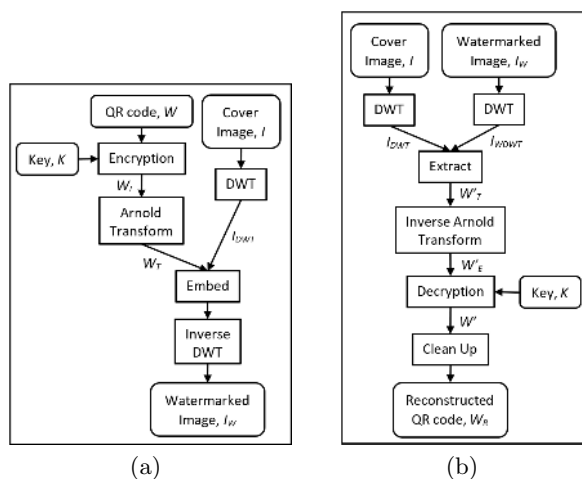 QR code, W
Cover
Image, I
Key, K
Encryption
DWT
Arnold
Transform
I_DWT
W_T
Embed
Inverse
DWT
Watermarked
Image, I_W
(a)
Cover
Image, I
Watermarked
Image, I_W
DWT
DWT
I_DWT
I_WDWT
Extract
W'_T
Inverse Arnold
Transform
W'_E
Decryption
Key, K
W'
Clean Up
Reconstructed
QR code, W_R
(b)